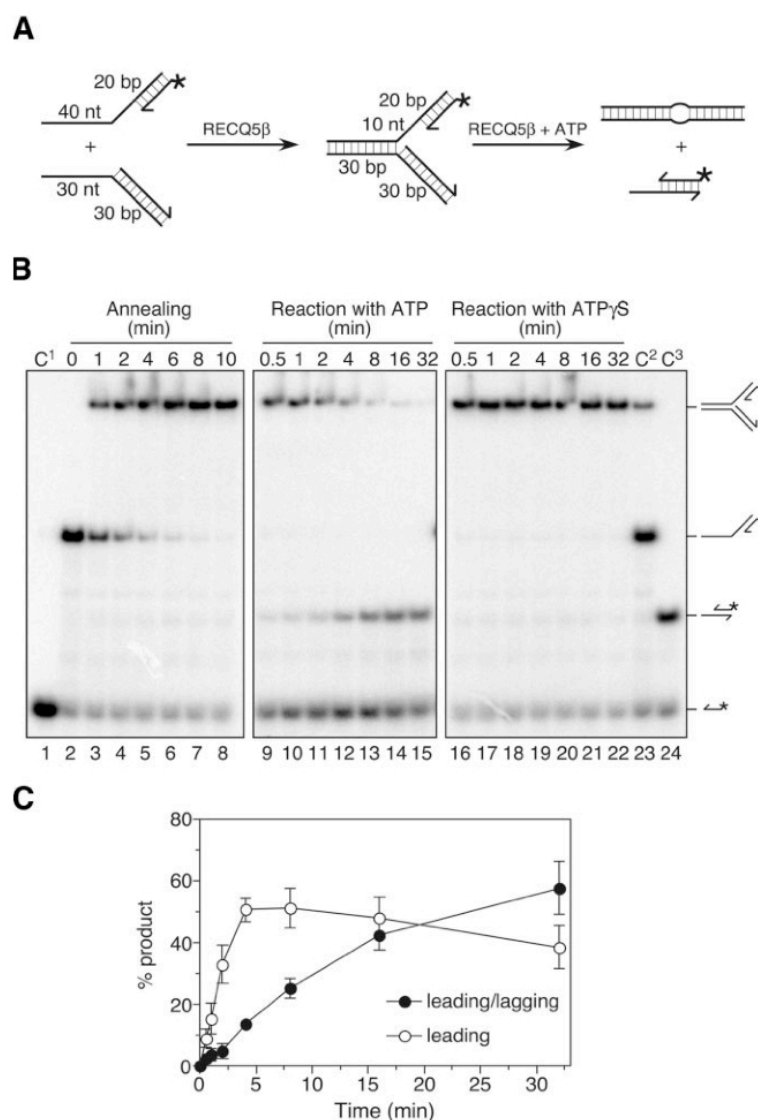 A
20 bp *
40 nt
+
30 nt
30 bp
RECQ5β
20 bp *
10 nt
30 bp
30 bp
RECQ5β + ATP
+
*
B
Annealing
(min)
Reaction with ATP
(min)
Reaction with ATPγS
(min)
C¹ 0 1 2 4 6 8 10 0.5 1 2 4 8 16 32 0.5 1 2 4 8 16 32 C² C³
*
*
1 2 3 4 5 6 7 8 9 10 11 12 13 14 15 16 17 18 19 20 21 22 23 24
C
80
60
40
20
0
% product
leading/lagging
leading
0 5 10 15 20 25 30
Time (min)